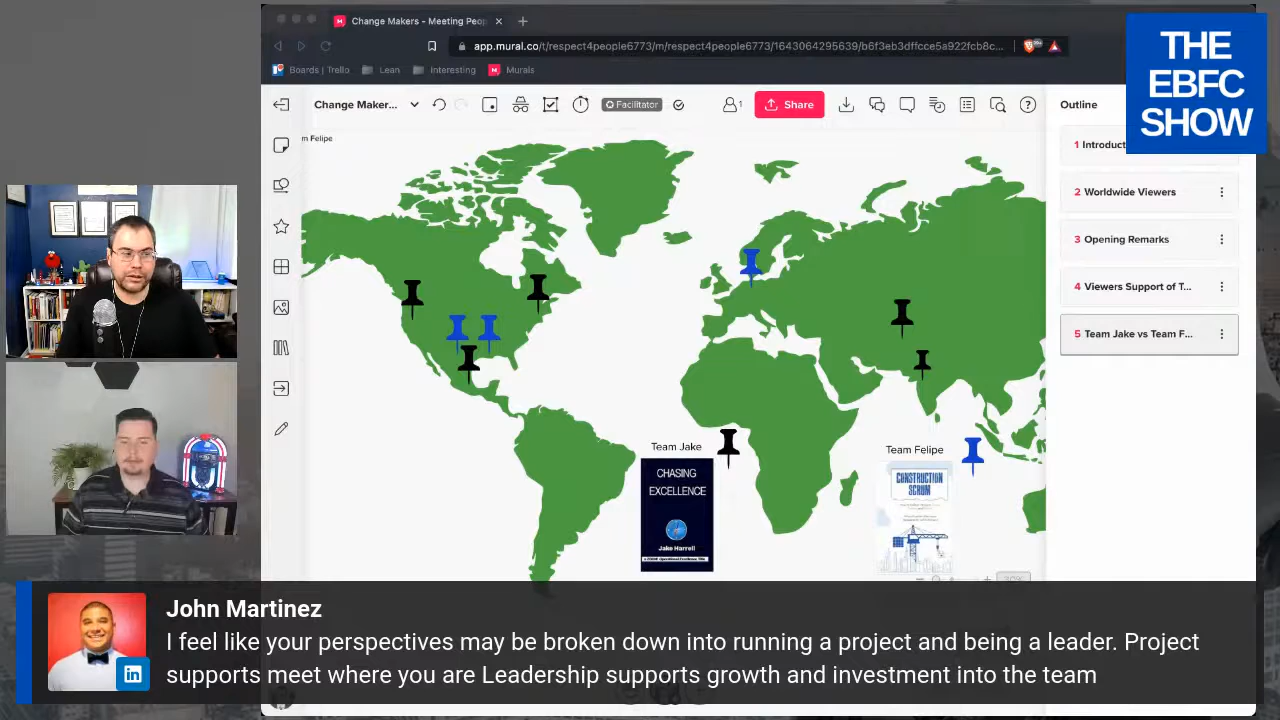 Change Makers - Meeting Peop
THE
EBFC
SHOW
app.mural.co/t/respect4people6773/m/respect4people6773/1643064295639/b6f3eb3dffcce5a922fcb8c...
Boards | Trello
Lean
Interesting
Murals
Change Maker...
Facilitator
1
Share
Outline
m Felipe
1 Introduct
2 Worldwide Viewers
3 Opening Remarks
4 Viewers Support of T...
5 Team Jake vs Team F...
Team Jake
Team Felipe
CHASING
EXCELLENCE
Jake Harrell
CONSTRUCTION
SCRUM
30%
John Martinez
I feel like your perspectives may be broken down into running a project and being a leader. Project
supports meet where you are Leadership supports growth and investment into the team
in